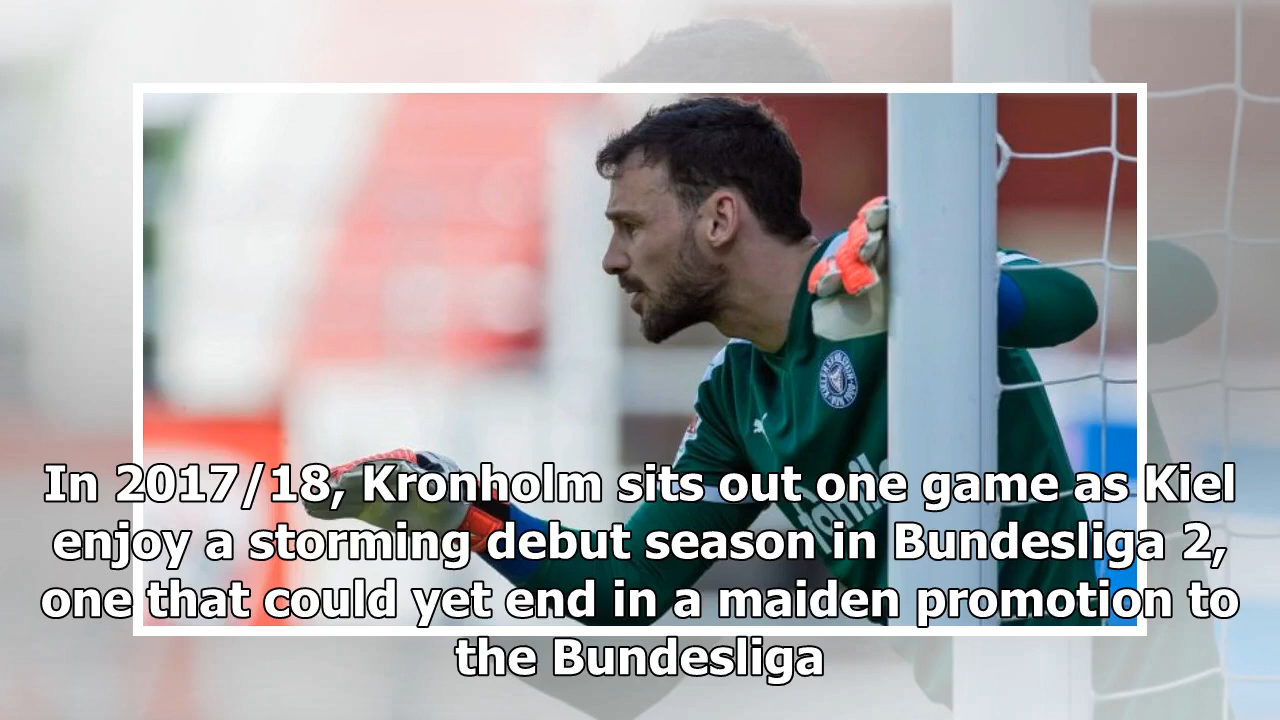 In 2017/18, Kronholm sits out one game as Kiel
enjoy a storming debut season in Bundesliga 2,
one that could yet end in a maiden promotion to
the Bundesliga